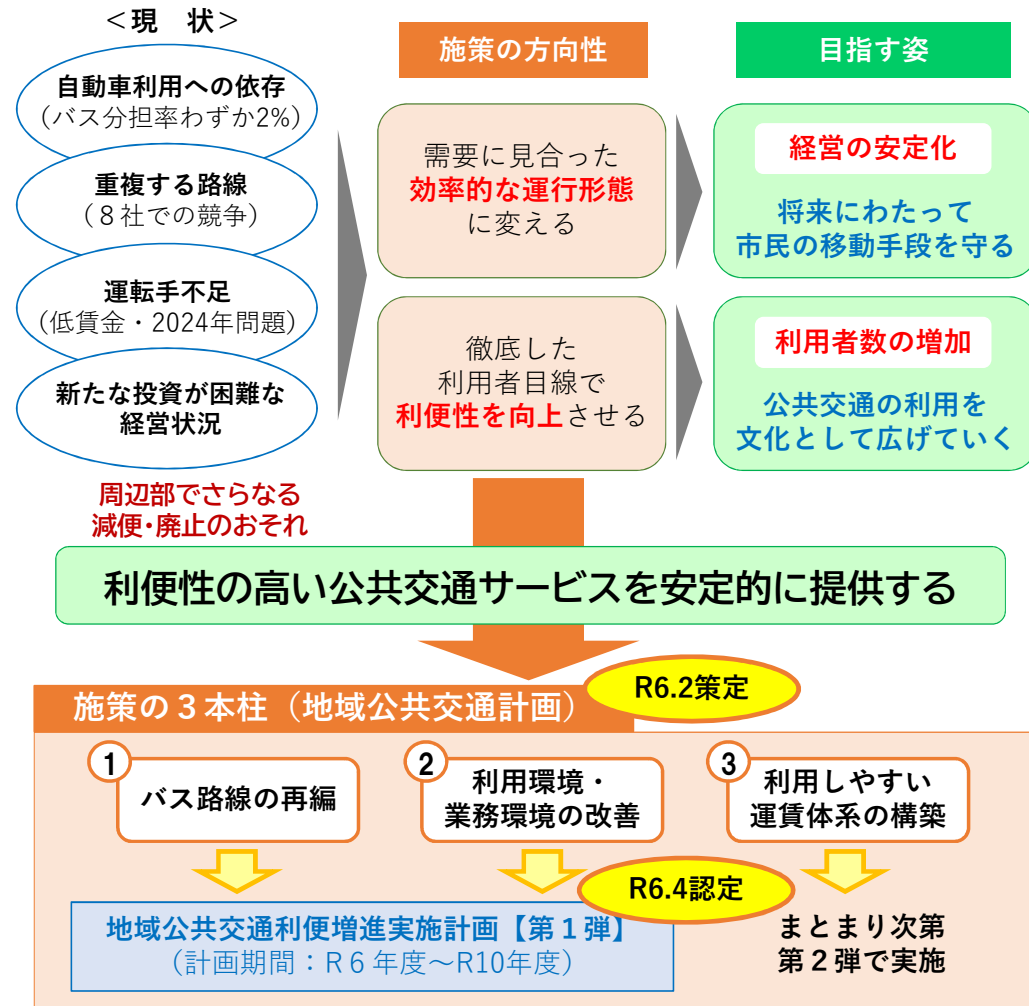 ＜現　状＞
自動車利用への依存
（バス分担率わずか2%）
重複する路線
（８社での競争）
運転手不足
（低賃金・2024年問題）
新たな投資が困難な
経営状況
周辺部でさらなる
減便・廃止のおそれ
施策の方向性
需要に見合った
効率的な運行形態
に変える
徹底した
利用者目線で
利便性を向上させる
目指す姿
経営の安定化
将来にわたって
市民の移動手段を守る
利用者数の増加
公共交通の利用を
文化として広げていく
利便性の高い公共交通サービスを安定的に提供する
施策の３本柱（地域公共交通計画）
R6.2策定
1
バス路線の再編
2
利用環境・
業務環境の改善
3
利用しやすい
運賃体系の構築
R6.4認定
地域公共交通利便増進実施計画【第１弾】
（計画期間：Ｒ６年度～R10年度）
まとまり次第
第２弾で実施